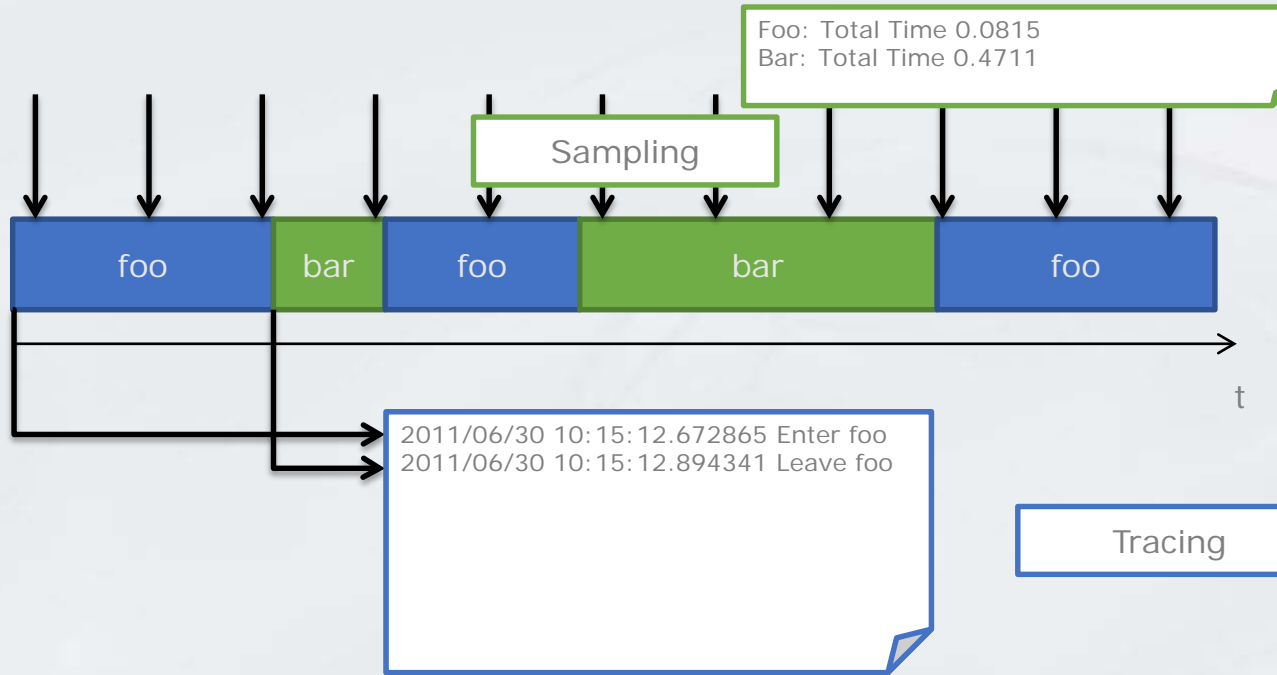 Foo: Total Time 0.0815
Bar: Total Time 0.4711
Sampling
foo bar foo bar foo
t
2011/06/30 10:15:12.672865 Enter foo
2011/06/30 10:15:12.894341 Leave foo
Tracing